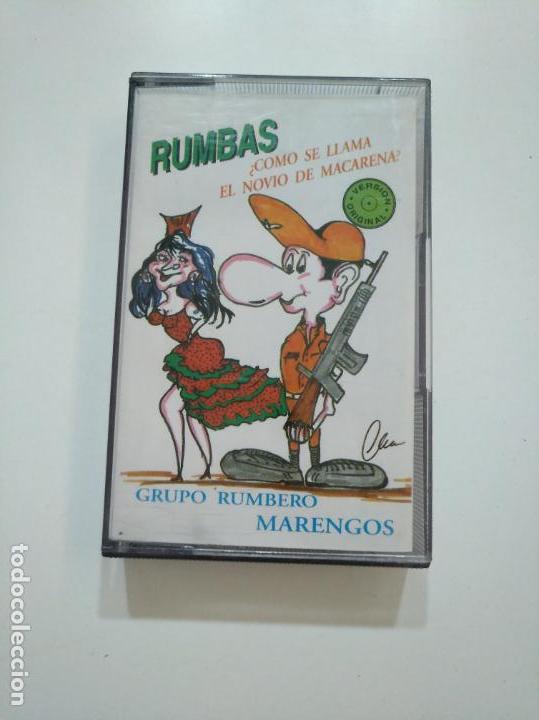 RUMBAS
¿COMO SE LLAMA
EL NOVIO DE MACARENA?
VERSION
ORIGINAL
GRUPO RUMBERO
MARENGOS
todocoleccion